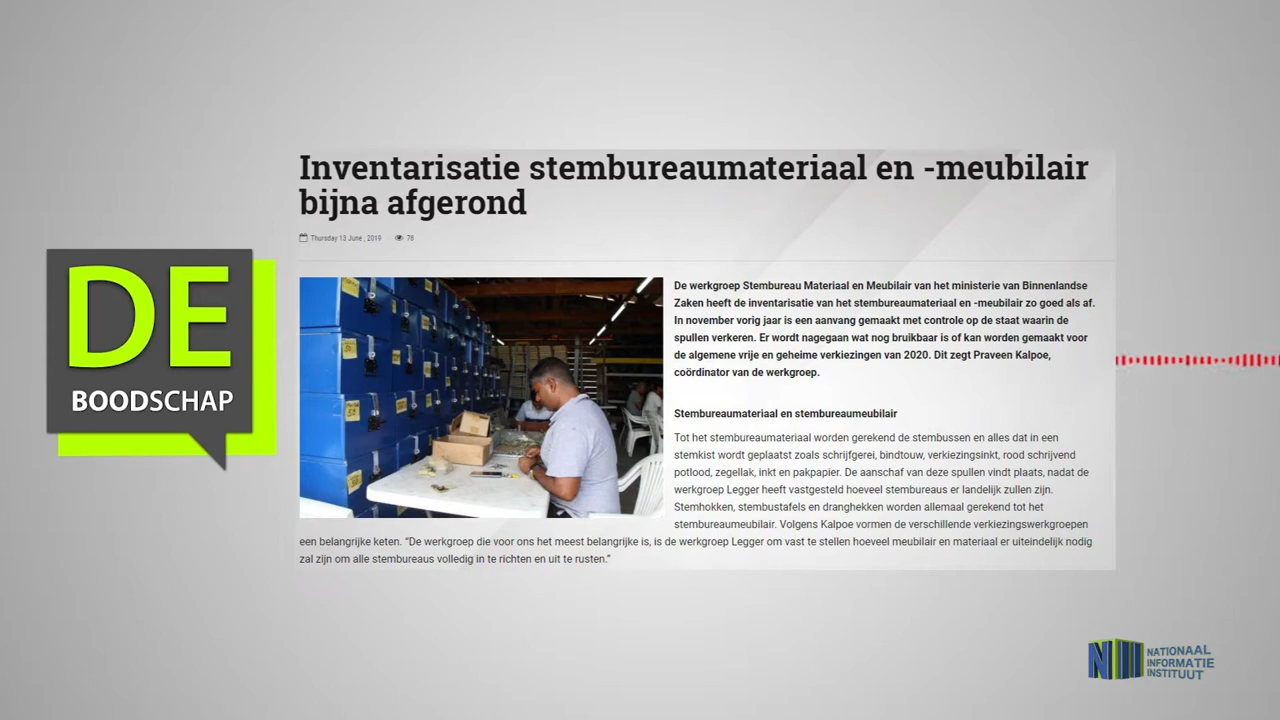 Inventarisatie stembureaumateriaal en -meubilair
bijna afgerond
Thursday 13 June , 2019 78
DE
BOODSCHAP
De werkgroep Stembureau Materiaal en Meubilair van het ministerie van Binnenlandse
Zaken heeft de inventarisatie van het stembureaumateriaal en -meubilair zo goed als af.
In november vorig jaar is een aanvang gemaakt met controle op de staat waarin de
spullen verkeren. Er wordt nagegaan wat nog bruikbaar is of kan worden gemaakt voor
de algemene vrije en geheime verkiezingen van 2020. Dit zegt Praveen Kalpoe,
coördinator van de werkgroep.
Stembureaumateriaal en stembureaumeubilair
Tot het stembureaumateriaal worden gerekend de stembussen en alles dat in een
stemkist wordt geplaatst zoals schrijfgerei, bindtouw, verkiezingsinkt, rood schrijvend
potlood, zegellak, inkt en pakpapier. De aanschaf van deze spullen vindt plaats, nadat de
werkgroep Legger heeft vastgesteld hoeveel stembureaus er landelijk zullen zijn.
Stemhokken, stembustafels en dranghekken worden allemaal gerekend tot het
stembureaumeubilair. Volgens Kalpoe vormen de verschillende verkiezingswerkgroepen
een belangrijke keten. “De werkgroep die voor ons het meest belangrijke is, is de werkgroep Legger om vast te stellen hoeveel meubilair en materiaal er uiteindelijk nodig
zal zijn om alle stembureaus volledig in te richten en uit te rusten.”
NATIONAAL
INFORMATIE
INSTITUUT